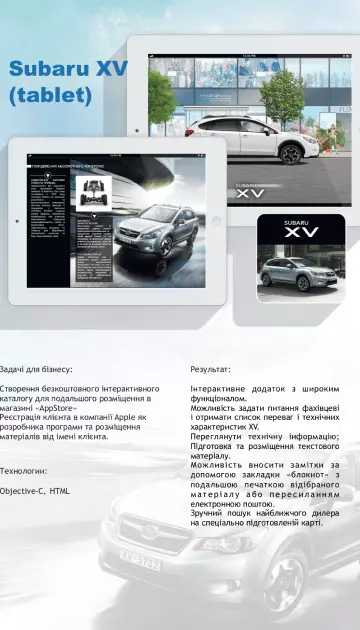 Subaru XV
(tablet)
SUBARU
XV
SUBARU
XV
Задачі для бізнесу:
Створення безкоштовного інтерактивного
каталогу для подальшого розміщення в
магазині «AppStore»
Реєстрація клієнта в компанії Apple як
розробника програми та розміщення
матеріалів від імені клієнта.
Технологии:
Objective-C, HTML
Результат:
Інтерактивне додаток з широким
функціоналом.
Можливість задати питання фахівцеві
і отримати список переваг і технічних
характеристик XV.
Переглянути технічну інформацію;
Підготовка та розміщення текстового
матеріалу.
Можливість вносити замітки за
допомогою закладки «блокнот» з
подальшою печаткою відібраного
матеріалу або пересиланням
електронною поштою.
Зручний пошук найближчого дилера
на спеціально підготовленій карті.